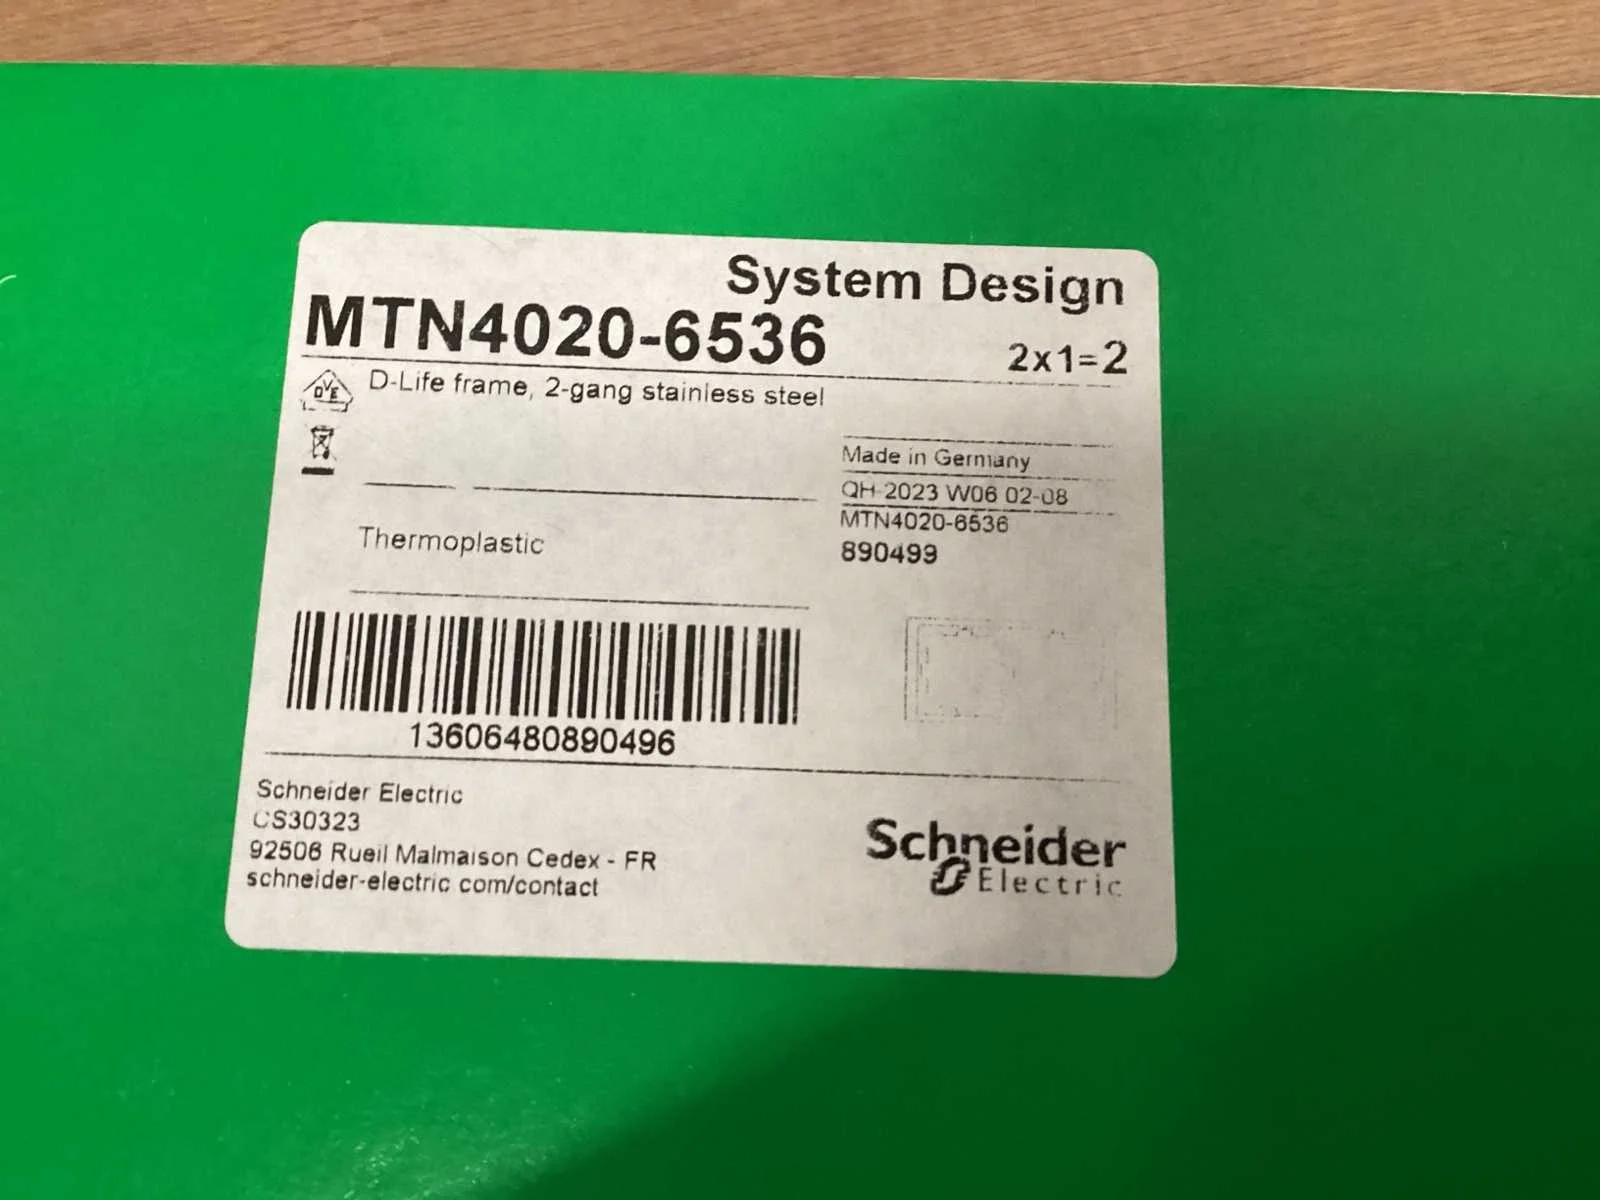 System Design
MTN4020-6536
2x1=2
D-Life frame, 2-gang stainless steel
DVE
Made in Germany
QH 2023 W06 02-08
MTN4020-6536
890499
Thermoplastic
13606480890496
Schneider Electric
CS30323
92506 Rueil Malmaison Cedex - FR
schneider-electric com/contact
Schneider
Electric